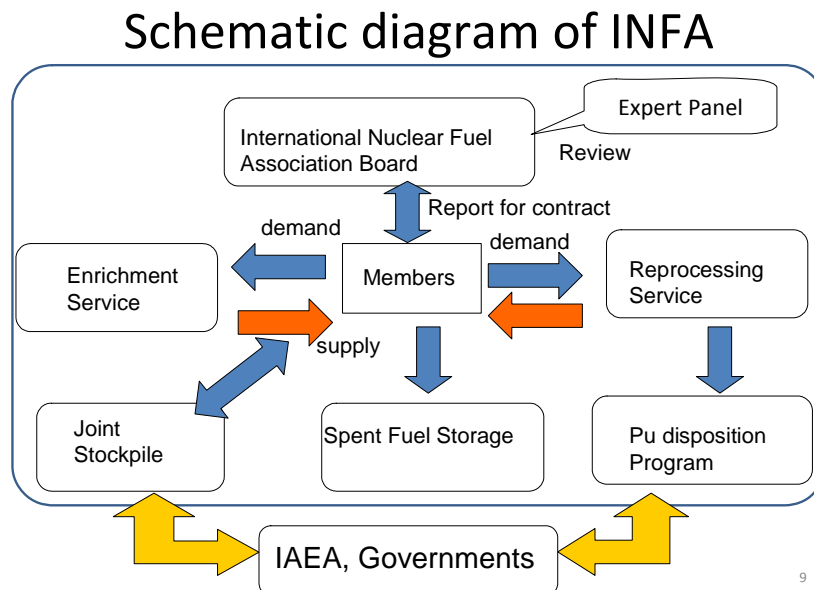 Schematic diagram of INFA
Expert Panel
International Nuclear Fuel
Association Board
Review
Report for contract
demand
demand
Enrichment
Service
Members
Reprocessing
Service
supply
Joint
Stockpile
Spent Fuel Storage
Pu disposition
Program
IAEA, Governments
9